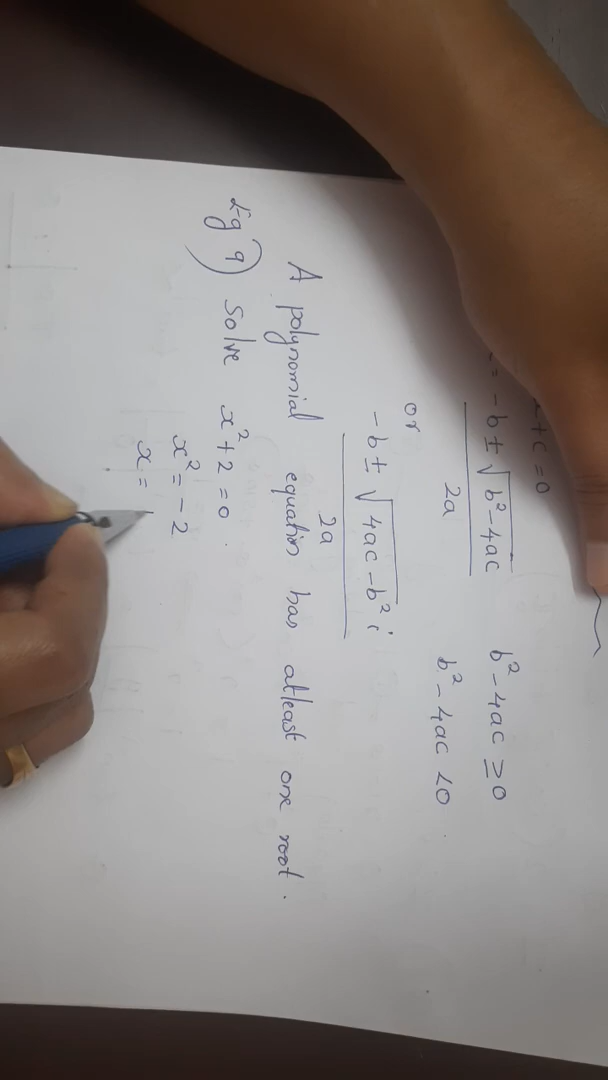 x + c = 0
= -b ± √b² - 4ac b² - 4ac ≥ 0
2a
or b² - 4ac < 0
-b ± √4ac - b² i
2a
A polynomial equation has atleast one root.
Eg 9) Solve x² + 2 = 0.
x² = -2
x =